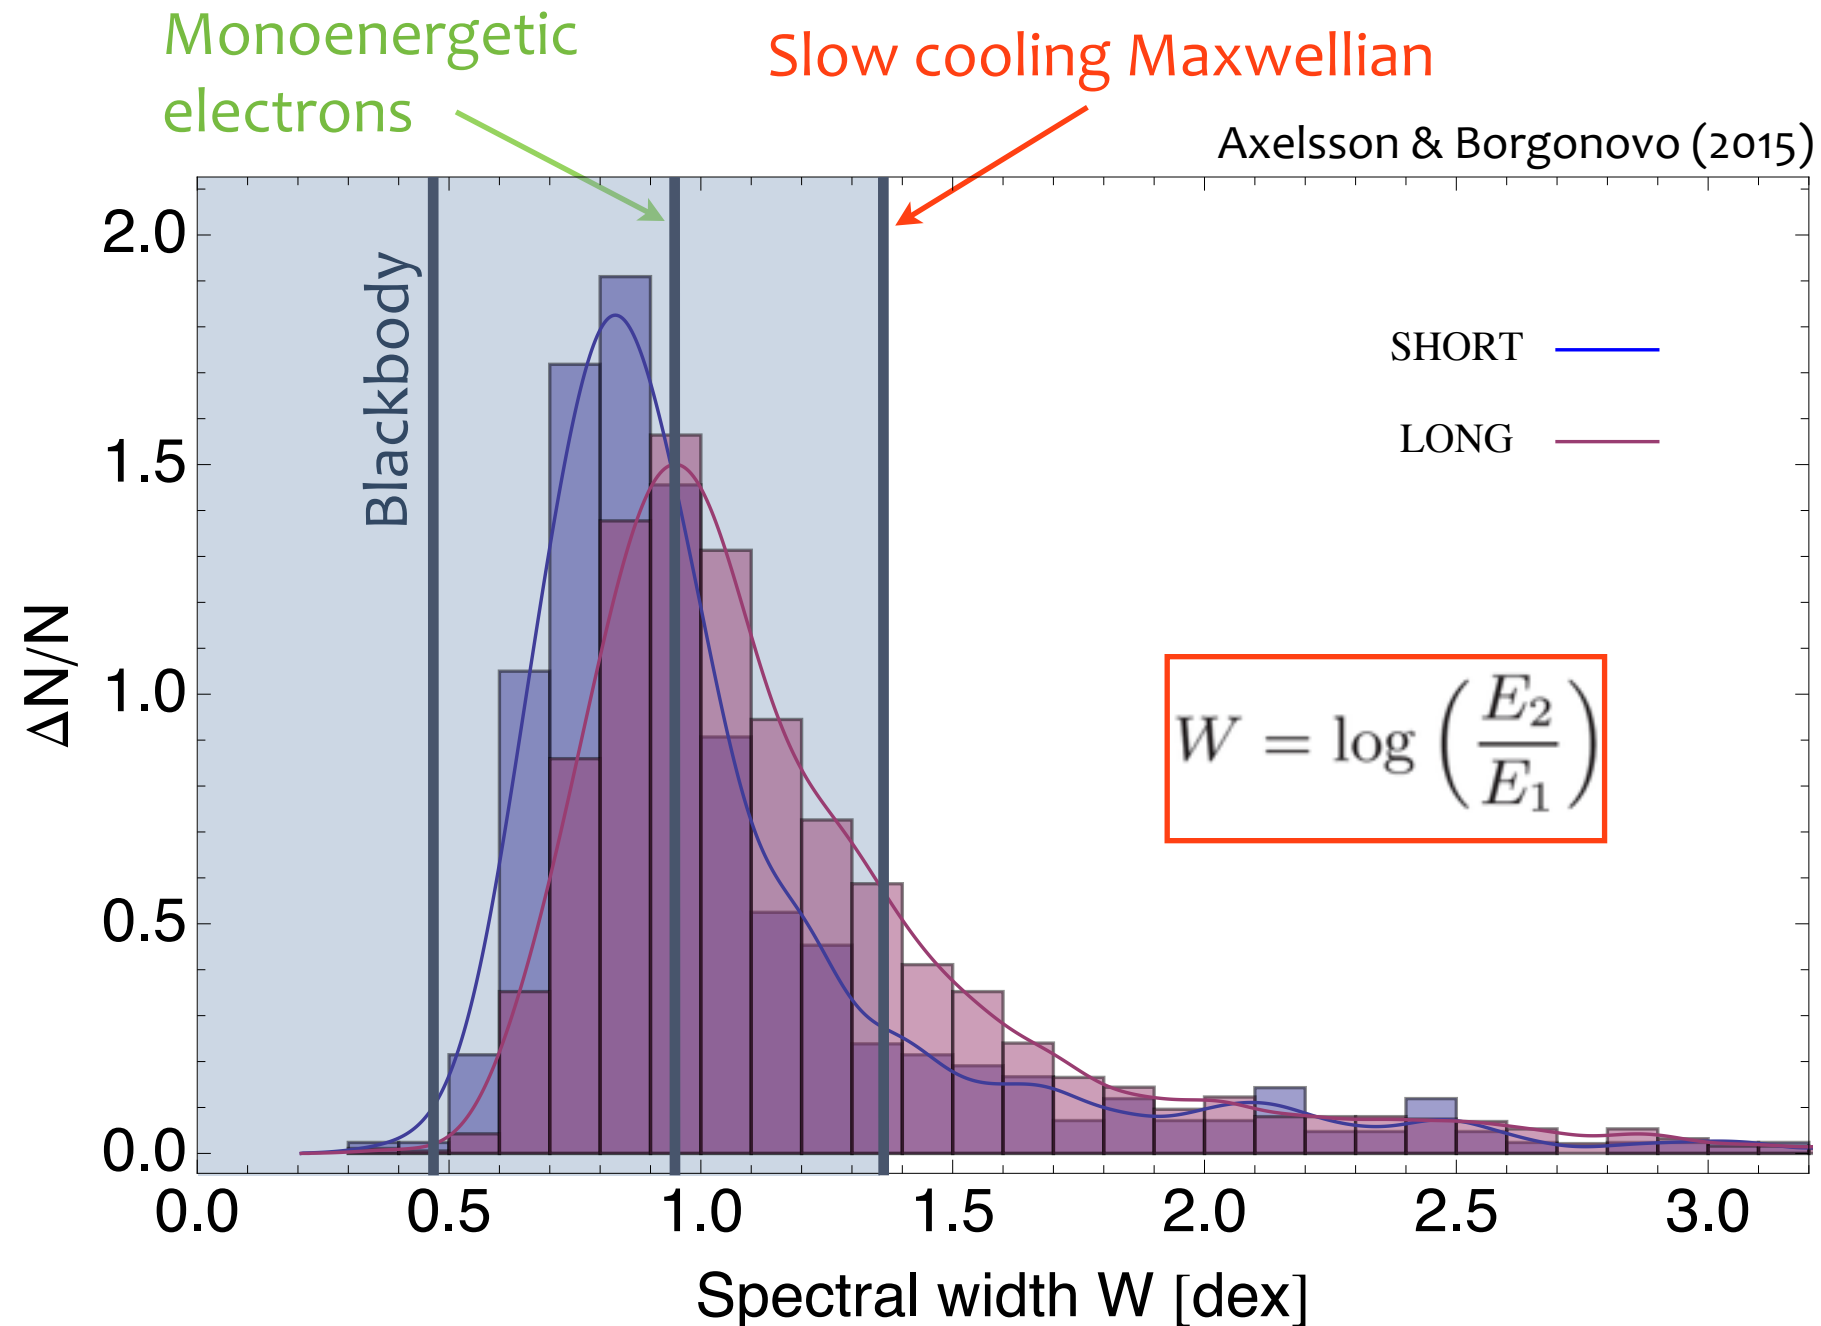 Monoenergetic
electrons
Slow cooling Maxwellian
Axelsson & Borgonovo (2015)
2.0
1.5
1.0
0.5
0.0
ΔN/N
Blackbody
SHORT
LONG
W = log (E₂/E₁)
0.0 0.5 1.0 1.5 2.0 2.5 3.0
Spectral width W [dex]